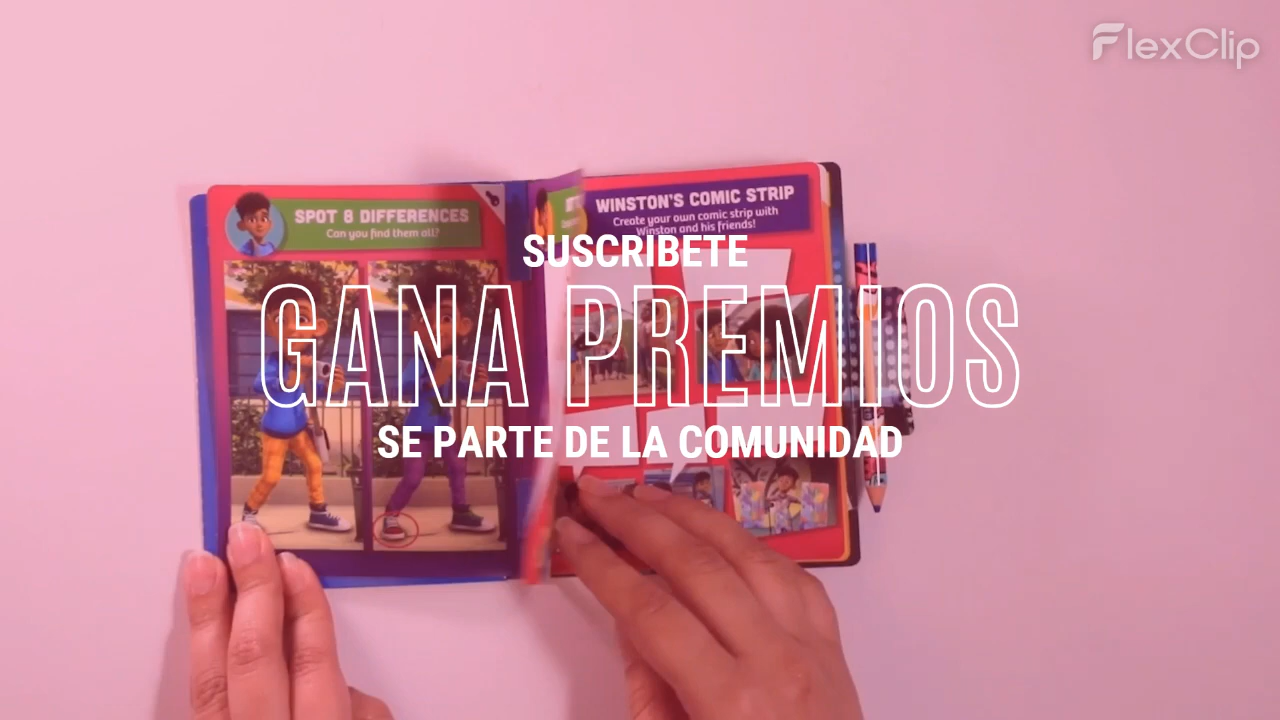 FlexClip
SPOT 8 DIFFERENCES
Can you find them all?
WINSTON'S COMIC STRIP
Create your own comic strip with
Winston and his friends!
SUSCRIBETE
GANA PREMIOS
SE PARTE DE LA COMUNIDAD